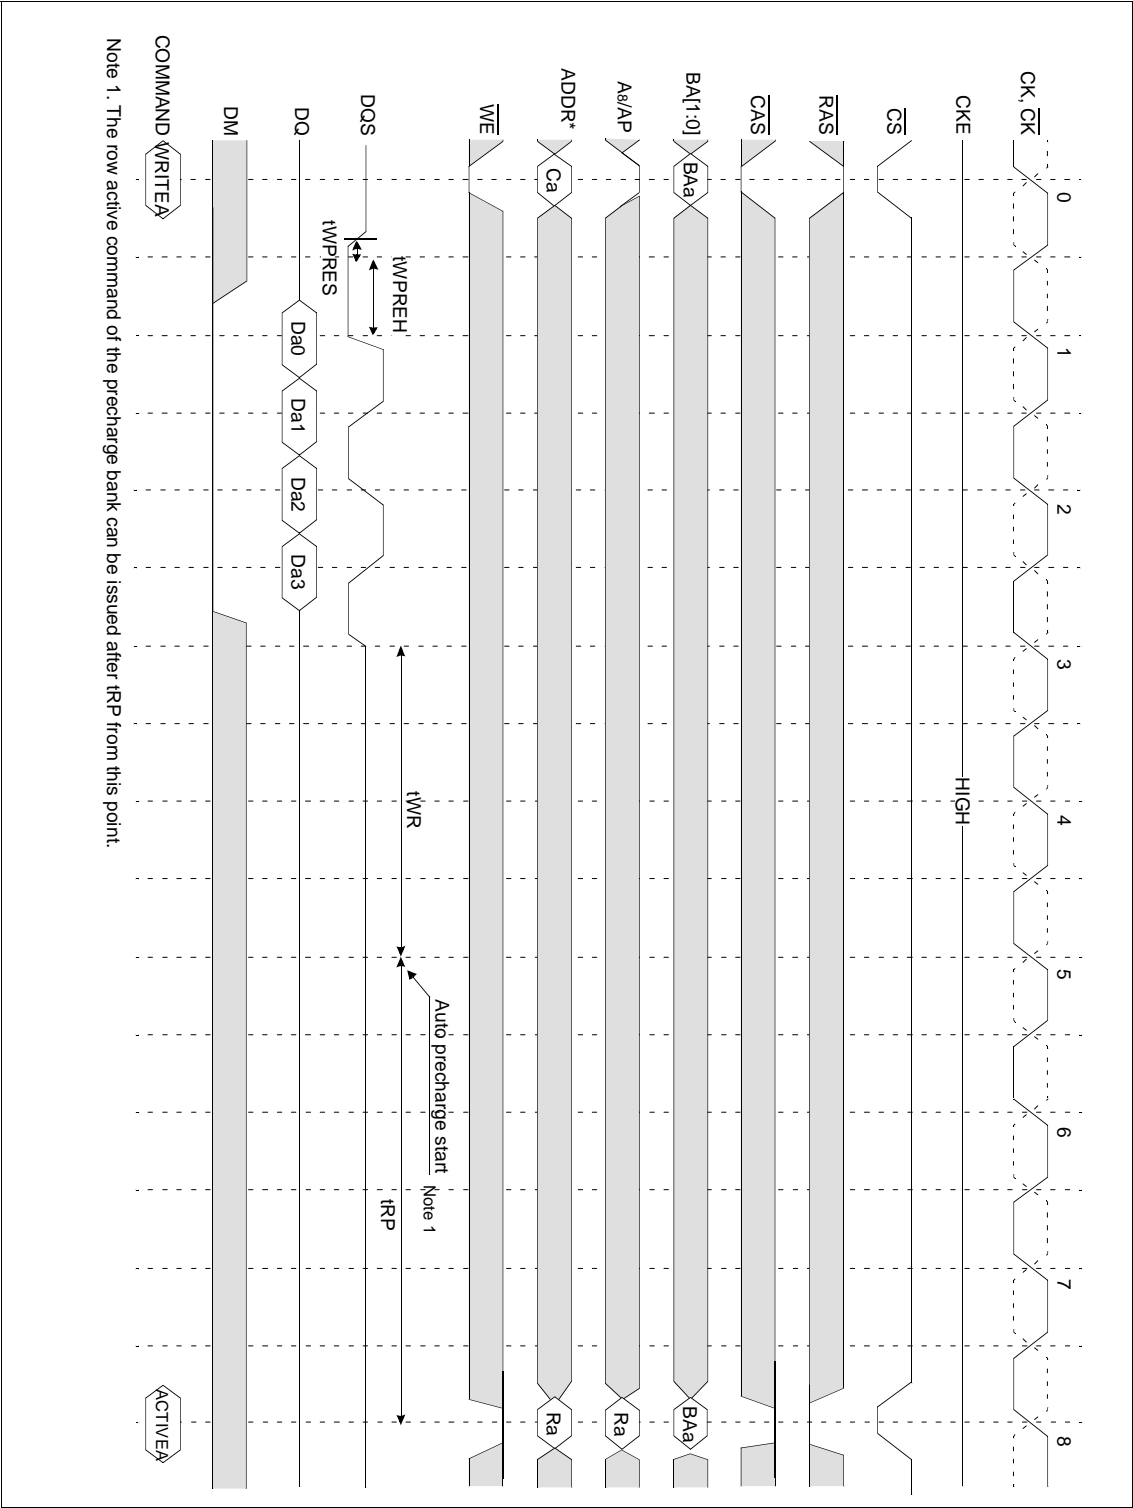 0 1 2 3 4 5 6 7 8
CK, CK
CKE HIGH
CS
RAS
CAS
BA[1:0] BAa BAa
A8/AP Ra
ADDR* Ca Ra
WE
Auto precharge start Note 1
tWPREH tWR tRP
DQS
tWPRES
DQ Da0 Da1 Da2 Da3
DM
COMMAND WRITEA ACTIVEA
Note 1. The row active command of the precharge bank can be issued after tRP from this point.